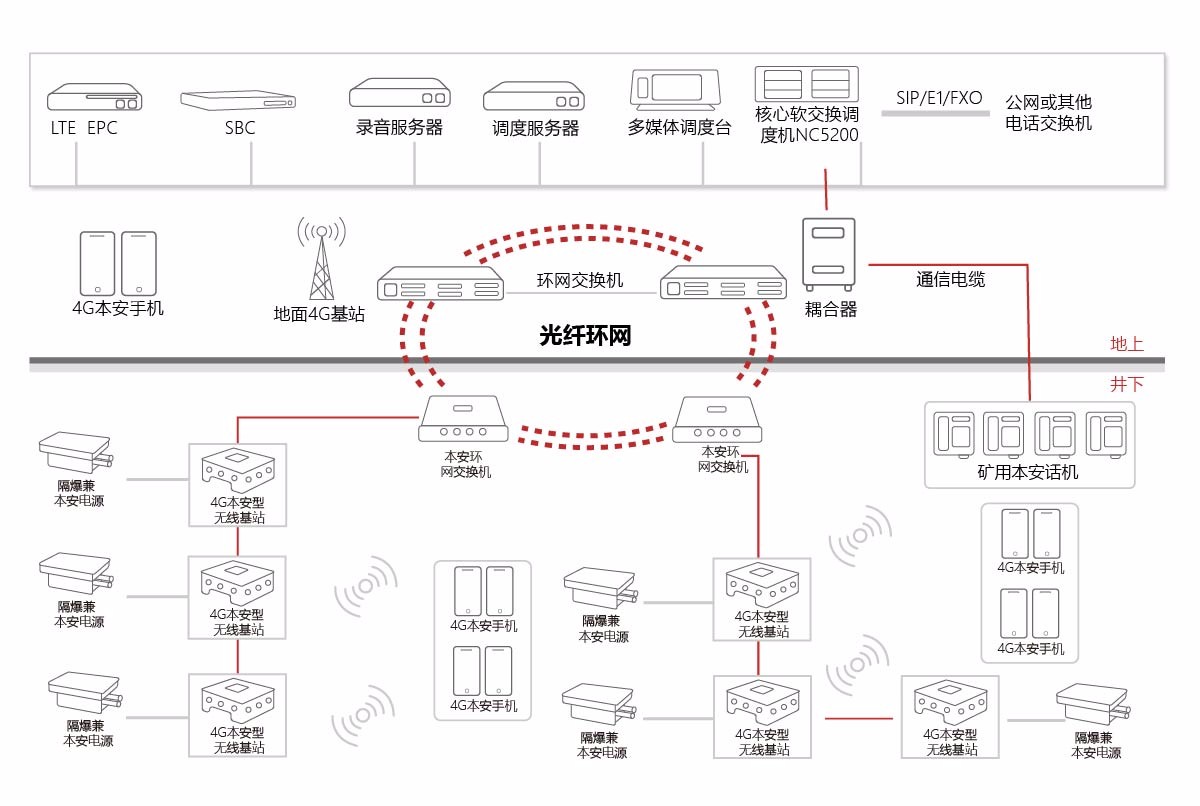 LTE EPC
SBC
录音服务器
调度服务器
多媒体调度台
核心软交换调
度机NC5200
SIP/E1/FXO
公网或其他
电话交换机
4G本安手机
地面4G基站
环网交换机
耦合器
通信电缆
光纤环网
地上
井下
本安环
网交换机
本安环
网交换机
矿用本安话机
隔爆兼
本安电源
4G本安型
无线基站
4G本安手机
隔爆兼
本安电源
4G本安型
无线基站
4G本安手机
隔爆兼
本安电源
4G本安型
无线基站
4G本安手机
隔爆兼
本安电源
4G本安型
无线基站
4G本安手机
隔爆兼
本安电源
4G本安型
无线基站
隔爆兼
本安电源
4G本安型
无线基站
隔爆兼
本安电源